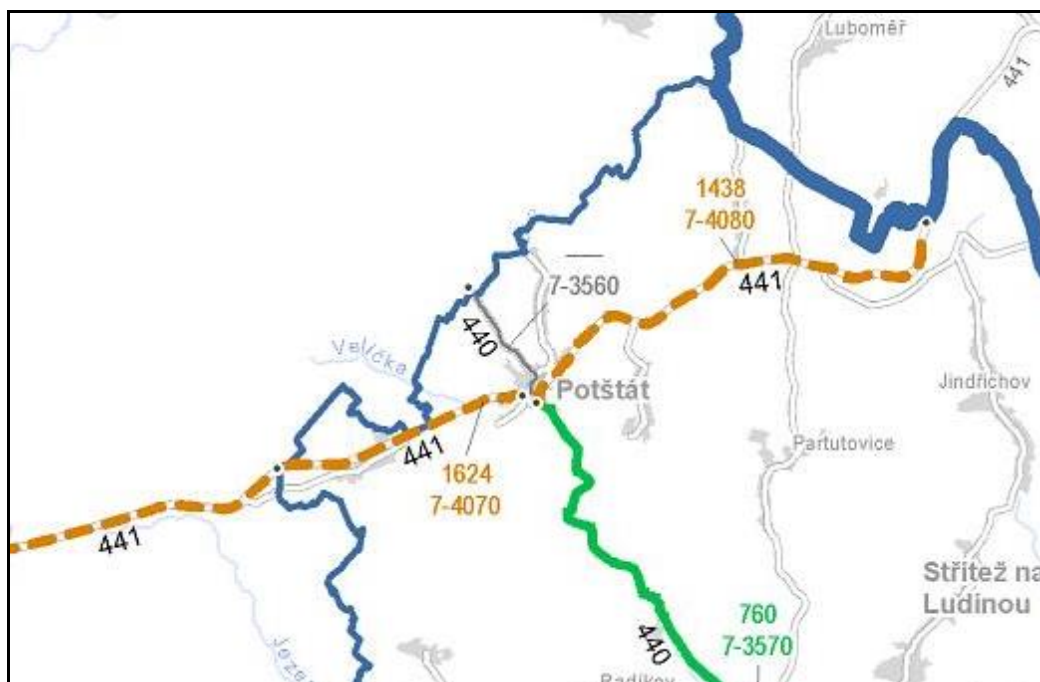 Luboměř
441
1438
7-4080
—
7-3560
441
440
Velička
Potštát
Jindřichov
441
Partutovice
1624
7-4070
441
Střítež na
Ludinou
760
7-3570
440
Radíkov